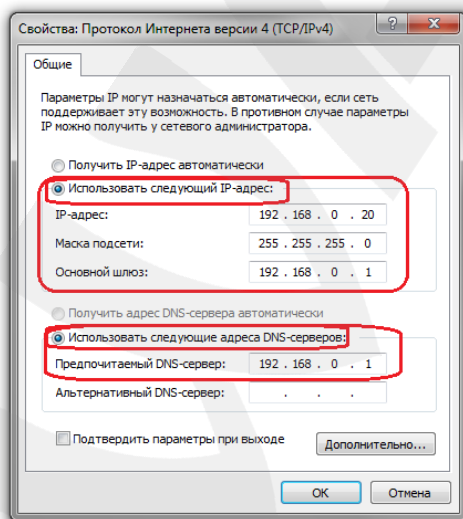 Свойства: Протокол Интернета версии 4 (TCP/IPv4)
Общие
Параметры IP могут назначаться автоматически, если сеть
поддерживает эту возможность. В противном случае параметры
IP можно получить у сетевого администратора.
Получить IP-адрес автоматически
Использовать следующий IP-адрес:
IP-адрес: 192 . 168 . 0 . 20
Маска подсети: 255 . 255 . 255 . 0
Основной шлюз: 192 . 168 . 0 . 1
Получить адрес DNS-сервера автоматически
Использовать следующие адреса DNS-серверов:
Предпочитаемый DNS-сервер: 192 . 168 . 0 . 1
Альтернативный DNS-сервер: . . .
Подтвердить параметры при выходе
Дополнительно...
ОК Отмена